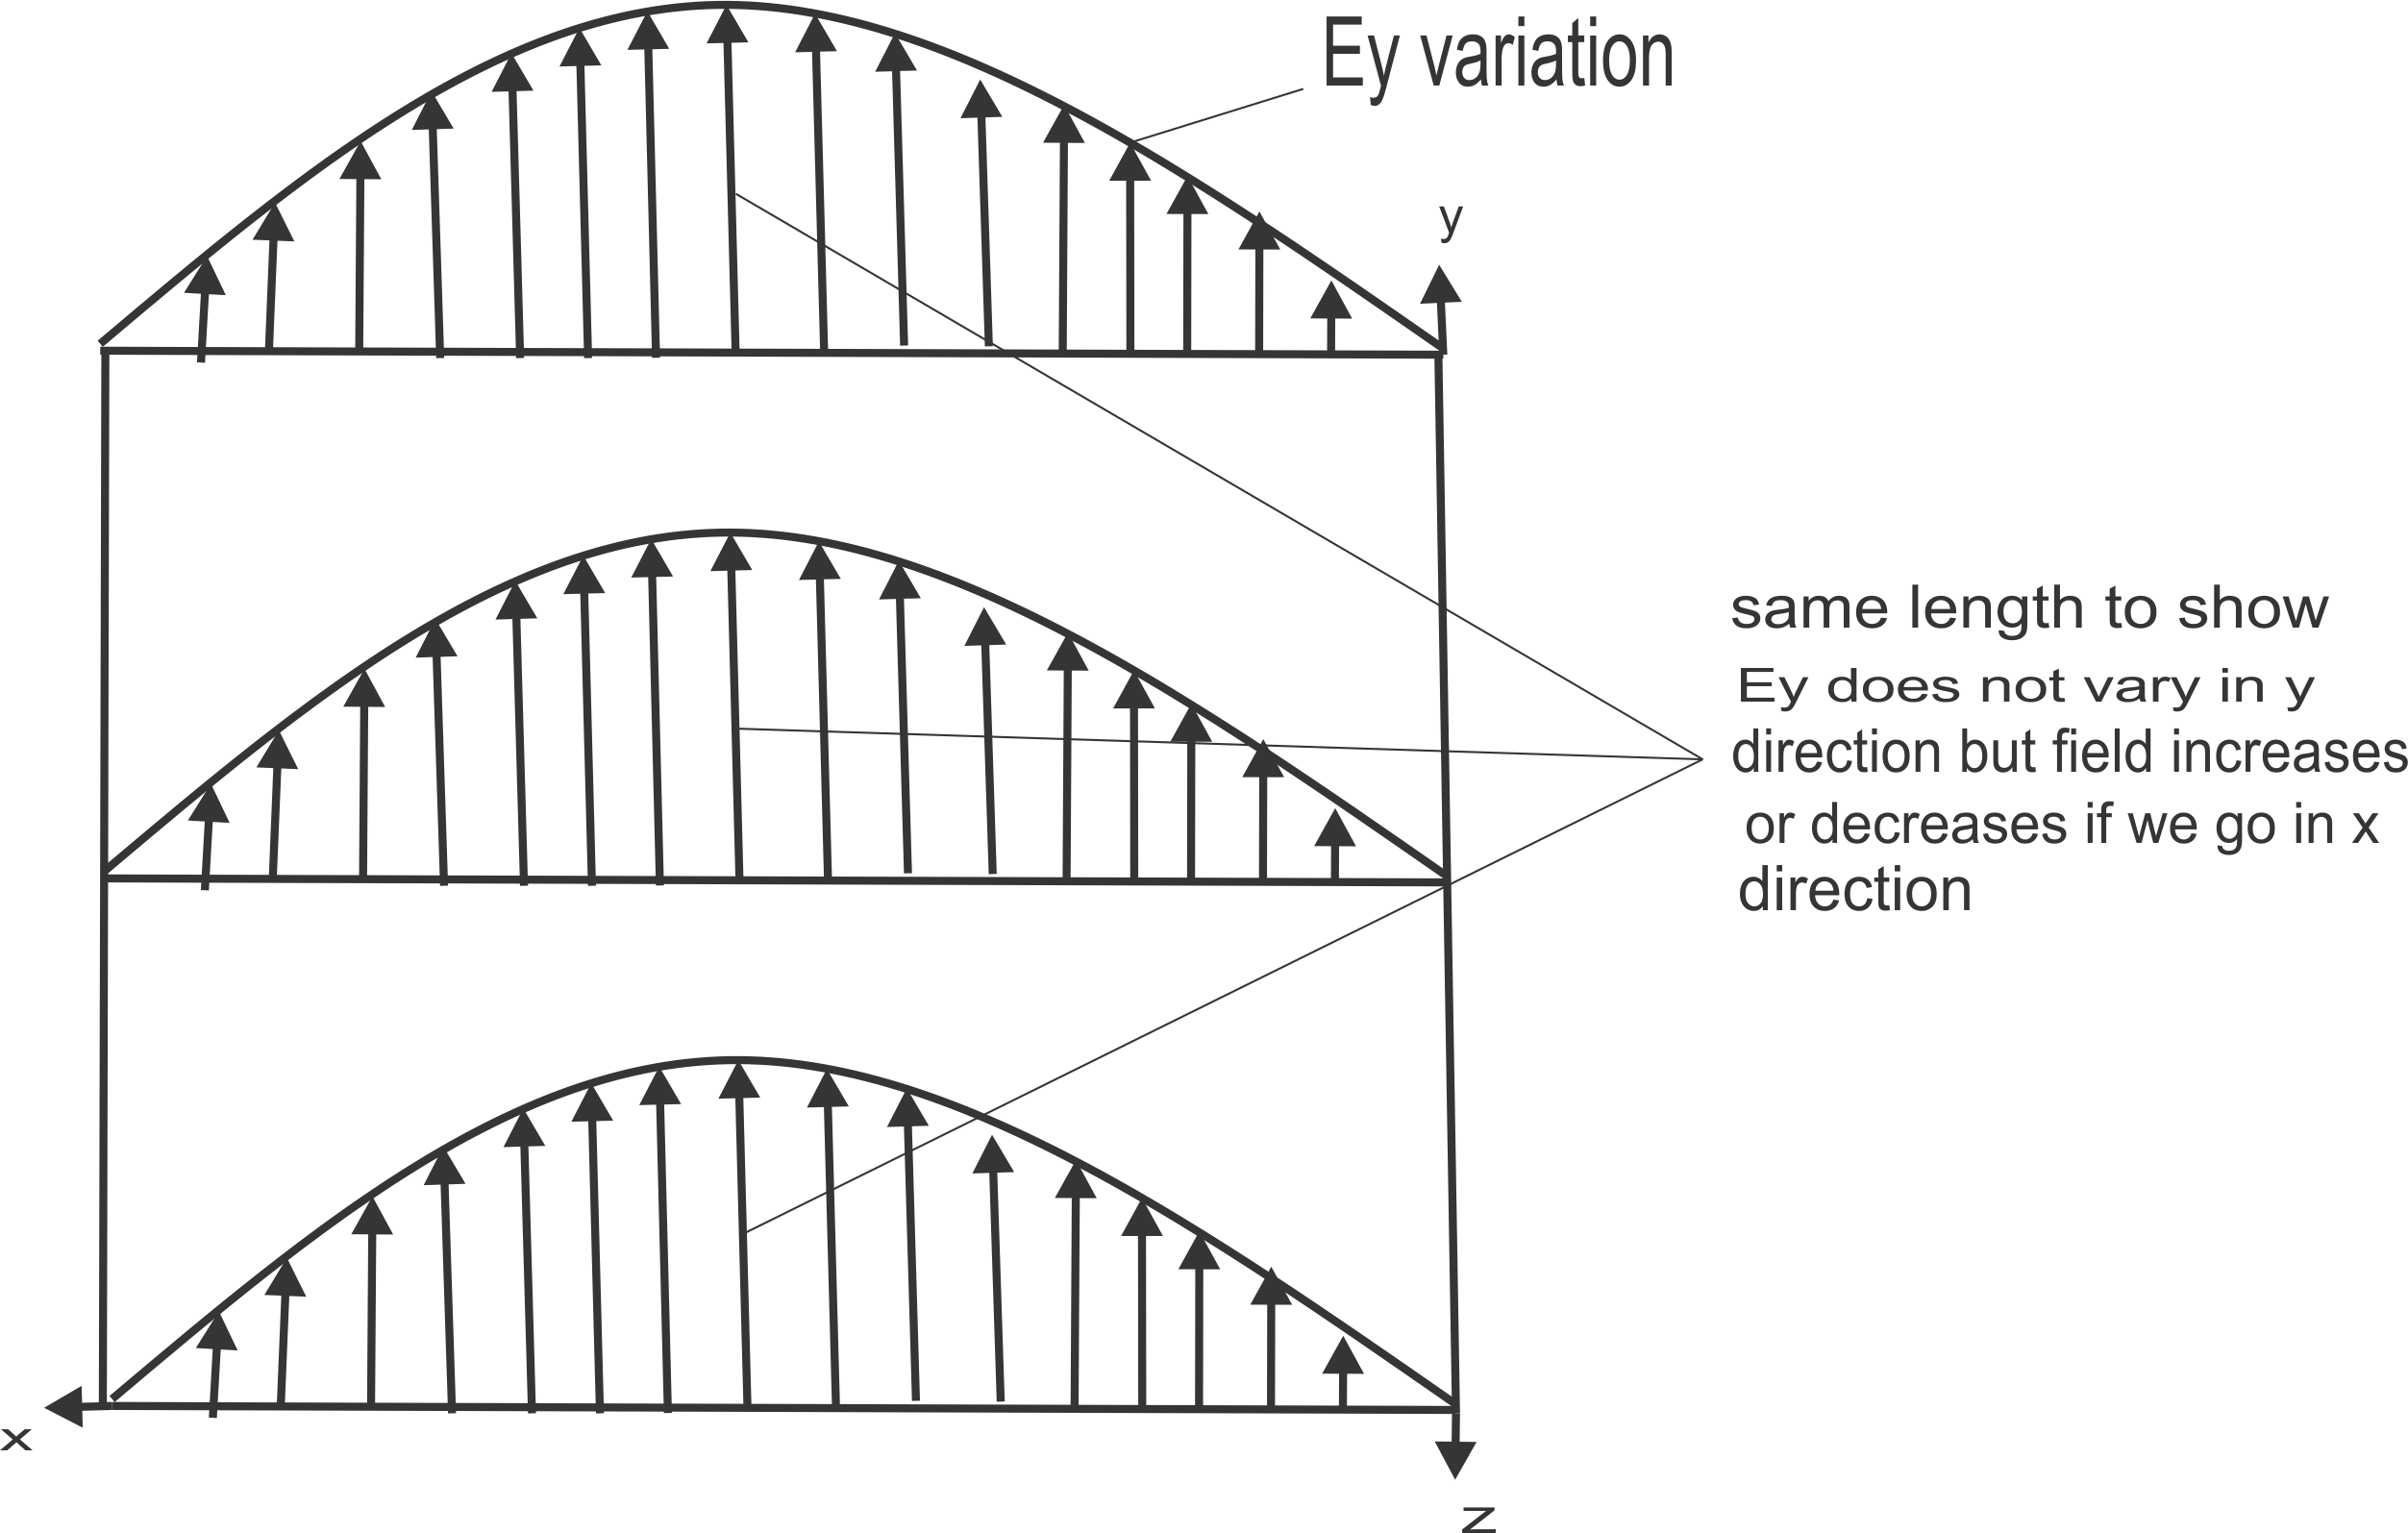 Ey variation
y
same length to show
Ey does not vary in y
direction but field increases
or decreases if we go in x
direction
x
z